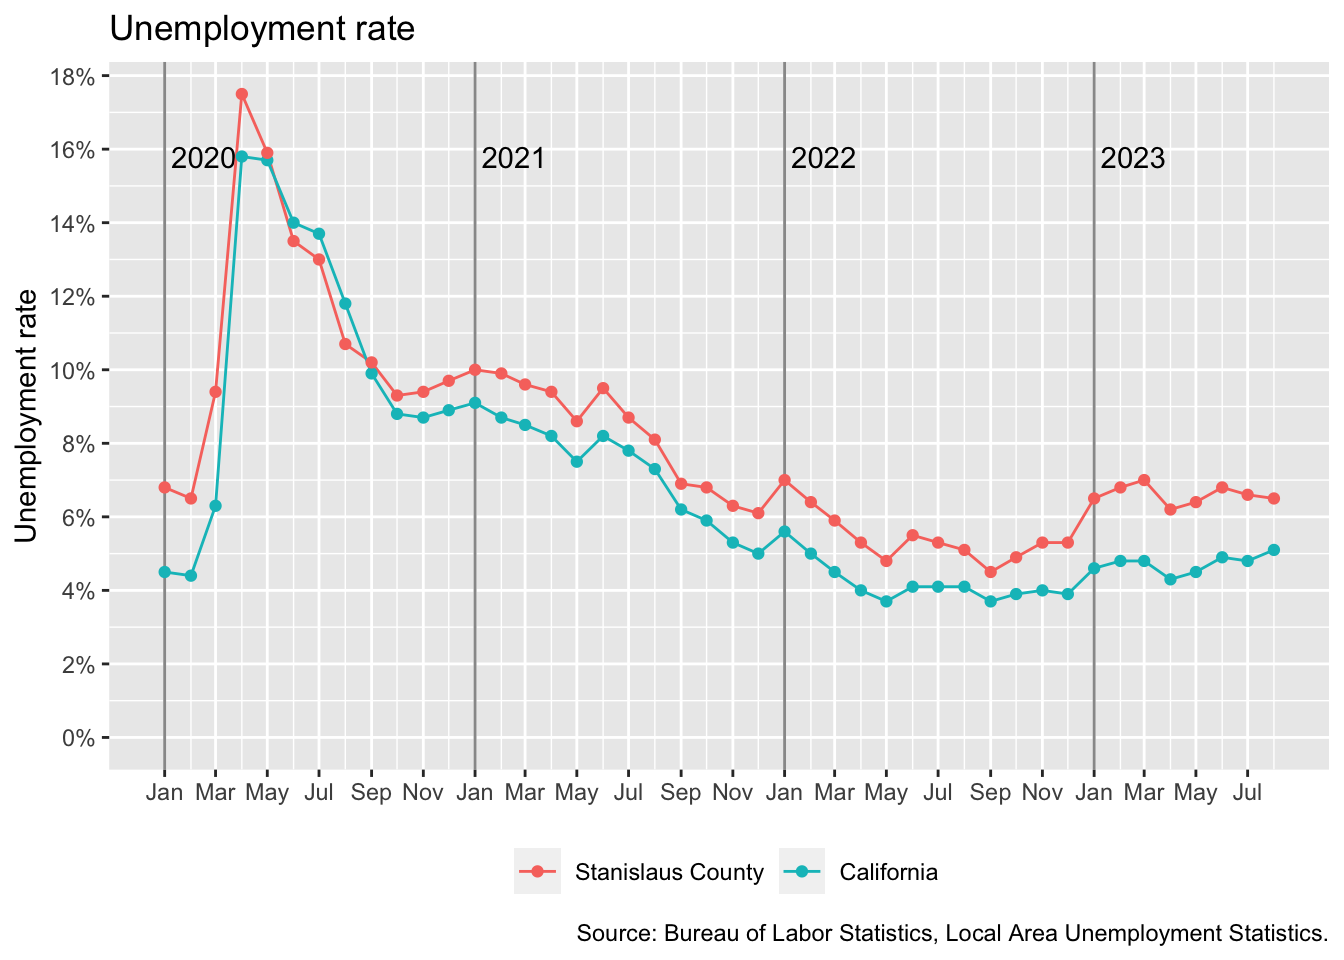 Unemployment rate
Unemployment rate
18%
16%
14%
12%
10%
8%
6%
4%
2%
0%
2020 2021 2022 2023
Jan Mar May Jul Sep Nov Jan Mar May Jul Sep Nov Jan Mar May Jul Sep Nov Jan Mar May Jul
Stanislaus County California
Source: Bureau of Labor Statistics, Local Area Unemployment Statistics.